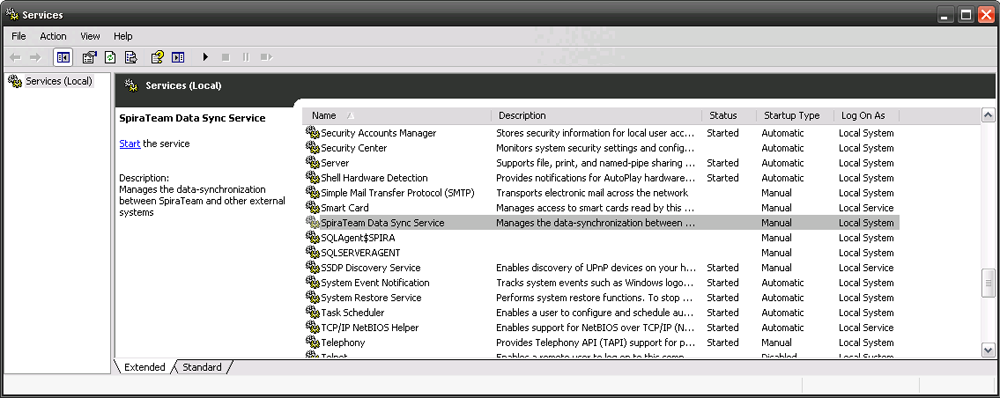 Services
File Action View Help
Services (Local)
Services (Local)
SpiraTeam Data Sync Service
Start the service
Description:
Manages the data-synchronization
between SpiraTeam and other external
systems
Name Description Status Startup Type Log On As
Security Accounts Manager Stores security information for local user acc... Started Automatic Local System
Security Center Monitors system security settings and config... Automatic Local System
Server Supports file, print, and named-pipe sharing ... Started Automatic Local System
Shell Hardware Detection Provides notifications for AutoPlay hardware... Started Automatic Local System
Simple Mail Transfer Protocol (SMTP) Transports electronic mail across the network Manual Local System
Smart Card Manages access to smart cards read by this ... Manual Local Service
SpiraTeam Data Sync Service Manages the data-synchronization between ... Manual Local System
SQLAgent$SPIRA Manual Local System
SQLSERVERAGENT Manual Local System
SSDP Discovery Service Enables discovery of UPnP devices on your h... Started Manual Local Service
System Event Notification Tracks system events such as Windows logo... Started Automatic Local System
System Restore Service Performs system restore functions. To stop ... Started Automatic Local System
Task Scheduler Enables a user to configure and schedule au... Started Automatic Local System
TCP/IP NetBIOS Helper Enables support for NetBIOS over TCP/IP (N... Started Automatic Local Service
Telephony Provides Telephony API (TAPI) support for p... Started Manual Local System
Telnet Enables a remote user to log on to this comp... Disabled Local System
Extended Standard